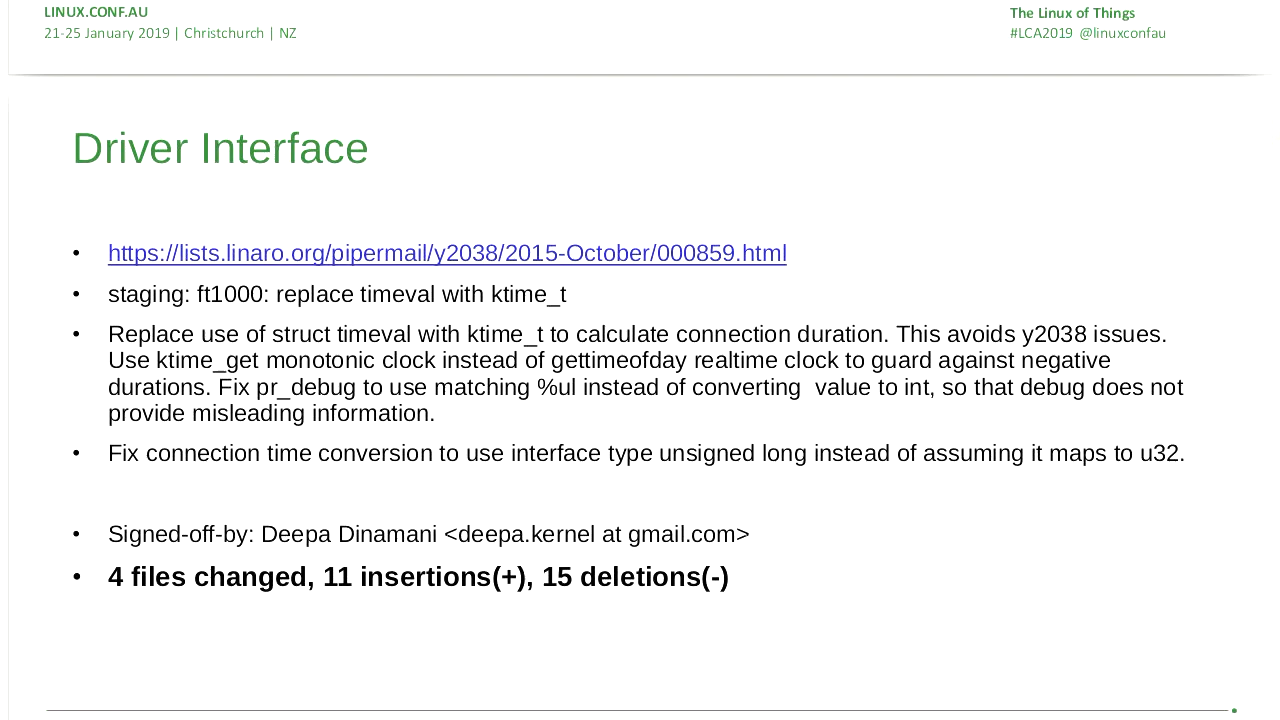 LINUX.CONF.AU
21-25 January 2019 | Christchurch | NZ
The Linux of Things
#LCA2019 @linuxconfau
Driver Interface
• https://lists.linaro.org/pipermail/y2038/2015-October/000859.html
• staging: ft1000: replace timeval with ktime_t
• Replace use of struct timeval with ktime_t to calculate connection duration. This avoids y2038 issues.
Use ktime_get monotonic clock instead of gettimeofday realtime clock to guard against negative
durations. Fix pr_debug to use matching %ul instead of converting  value to int, so that debug does not
provide misleading information.
• Fix connection time conversion to use interface type unsigned long instead of assuming it maps to u32.
• Signed-off-by: Deepa Dinamani <deepa.kernel at gmail.com>
• 4 files changed, 11 insertions(+), 15 deletions(-)